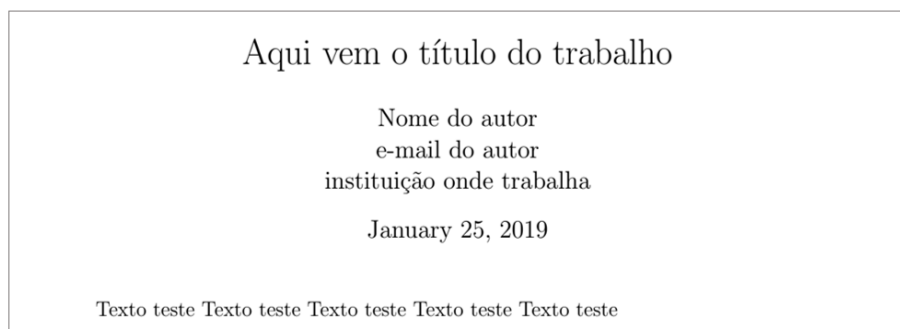 Aqui vem o título do trabalho
Nome do autor
e-mail do autor
instituição onde trabalha
January 25, 2019
Texto teste Texto teste Texto teste Texto teste Texto teste